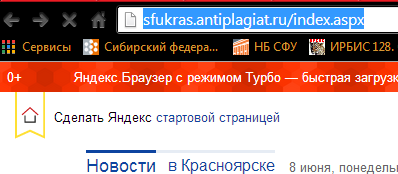 sfukras.antiplagiat.ru/index.aspx
Сервисы Сибирский федера... НБ СФУ ИРБИС 128.
0+ Яндекс.Браузер с режимом Турбо — быстрая загрузк
Сделать Яндекс стартовой страницей
Новости в Красноярске 8 июня, понедель